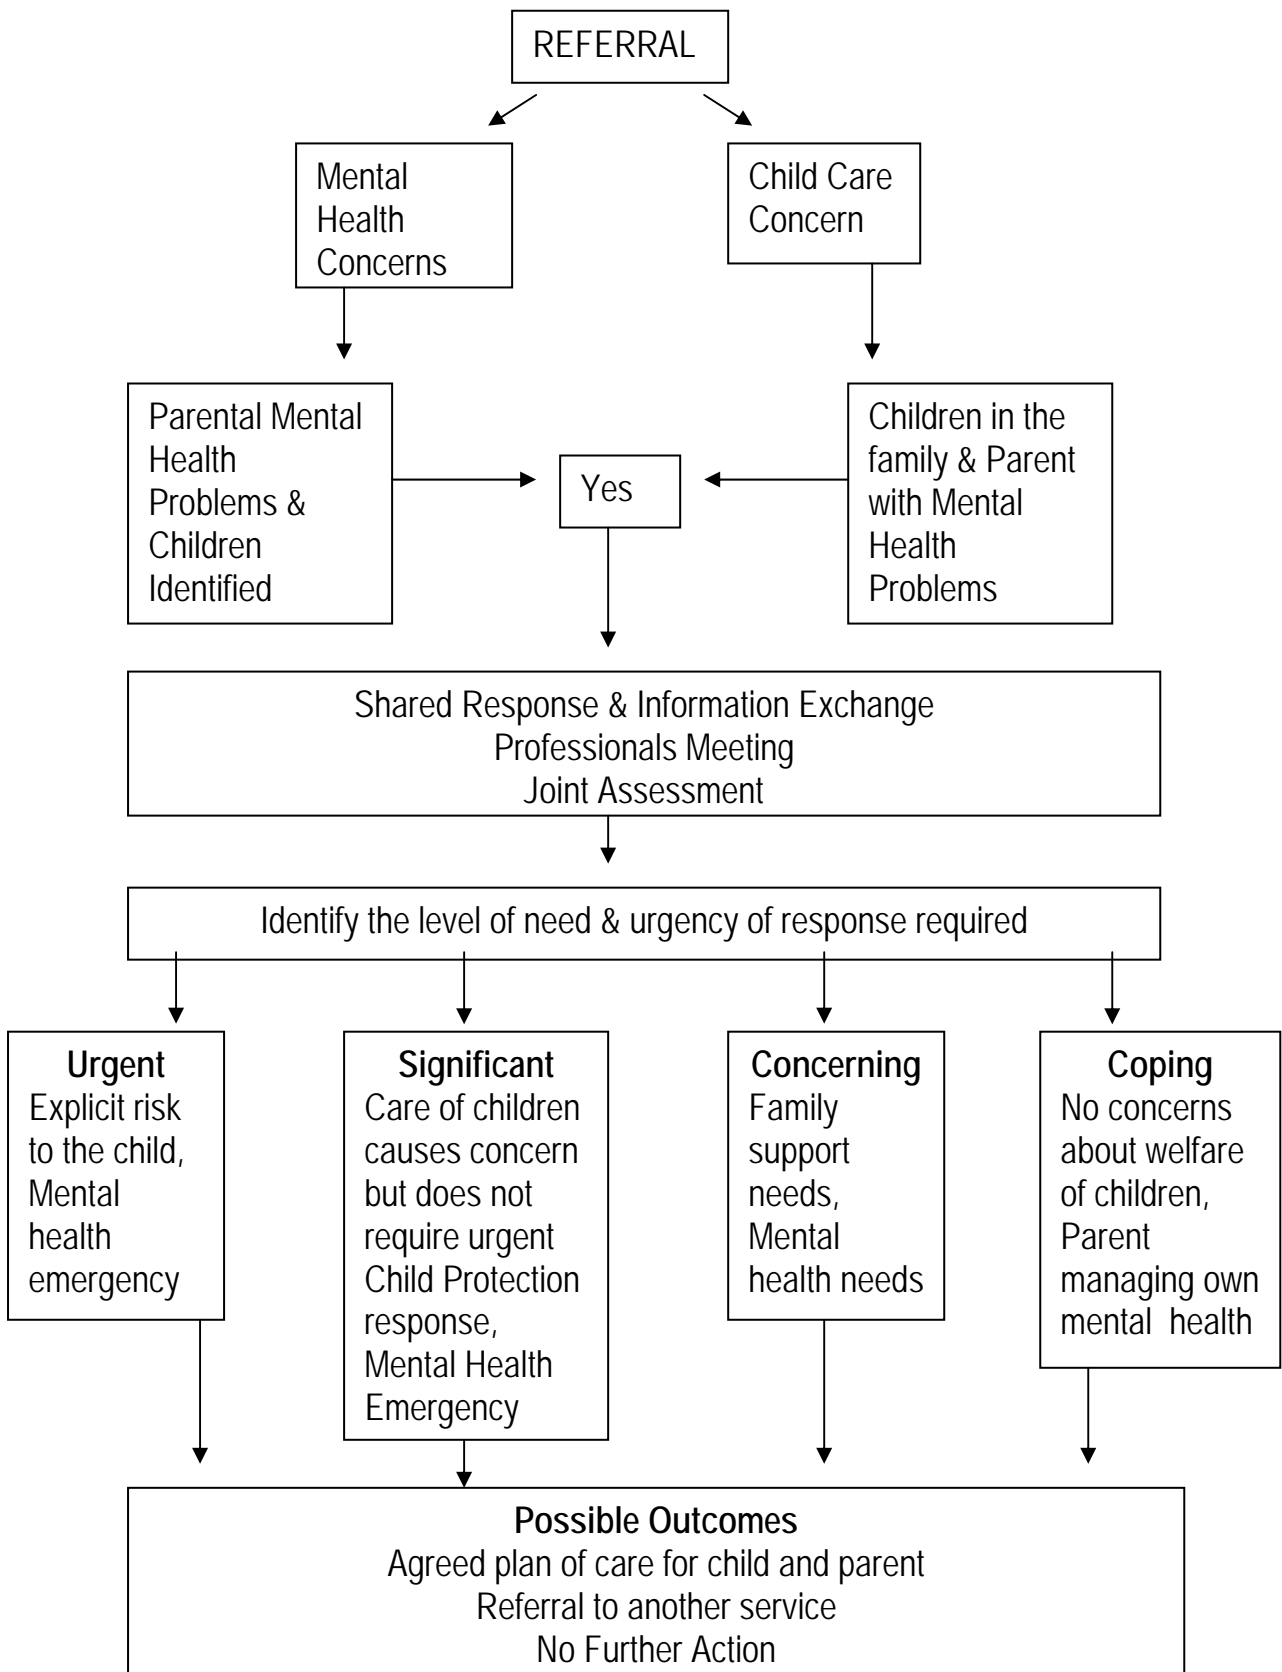 REFERRAL
Mental
Health
Concerns
Child Care
Concern
Parental Mental
Health
Problems &
Children
Identified
Yes
Children in the
family & Parent
with Mental
Health
Problems
Shared Response & Information Exchange
Professionals Meeting
Joint Assessment
Identify the level of need & urgency of response required
Urgent
Explicit risk
to the child,
Mental
health
emergency
Significant
Care of children
causes concern
but does not
require urgent
Child Protection
response,
Mental Health
Emergency
Concerning
Family
support
needs,
Mental
health needs
Coping
No concerns
about welfare
of children,
Parent
managing own
mental health
Possible Outcomes
Agreed plan of care for child and parent
Referral to another service
No Further Action